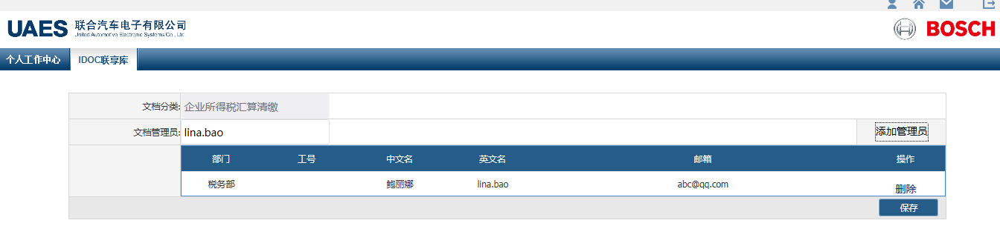 UAES 联合汽车电子有限公司
United Automotive Electronic Systems Co., Ltd.
BOSCH
个人工作中心 IDOC联享库
文档分类: 企业所得税汇算清缴
文档管理员: lina.bao 添加管理员
部门 工号 中文名 英文名 邮箱 操作
税务部 鲍丽娜 lina.bao abc@qq.com 删除
保存